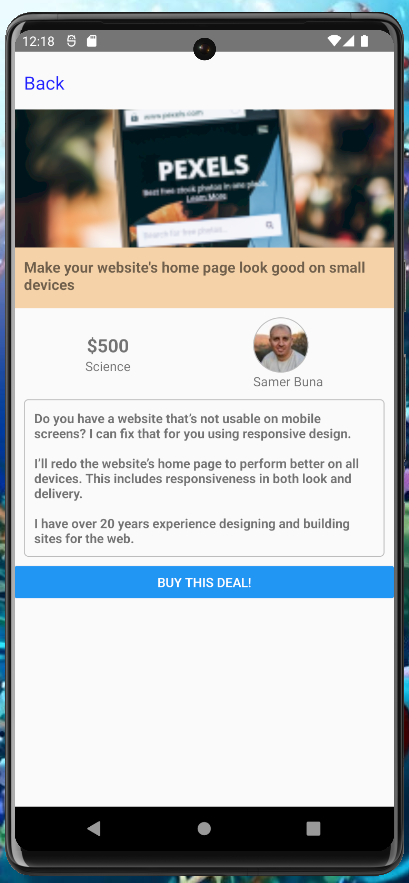 12:18
Back
www.pexels.com
PEXELS
Best free stock photos in one place.
Learn More
Search for free photos...
Make your website's home page look good on small
devices
$500
Science
Samer Buna
Do you have a website that’s not usable on mobile
screens? I can fix that for you using responsive design.
I’ll redo the website’s home page to perform better on all
devices. This includes responsiveness in both look and
delivery.
I have over 20 years experience designing and building
sites for the web.
BUY THIS DEAL!